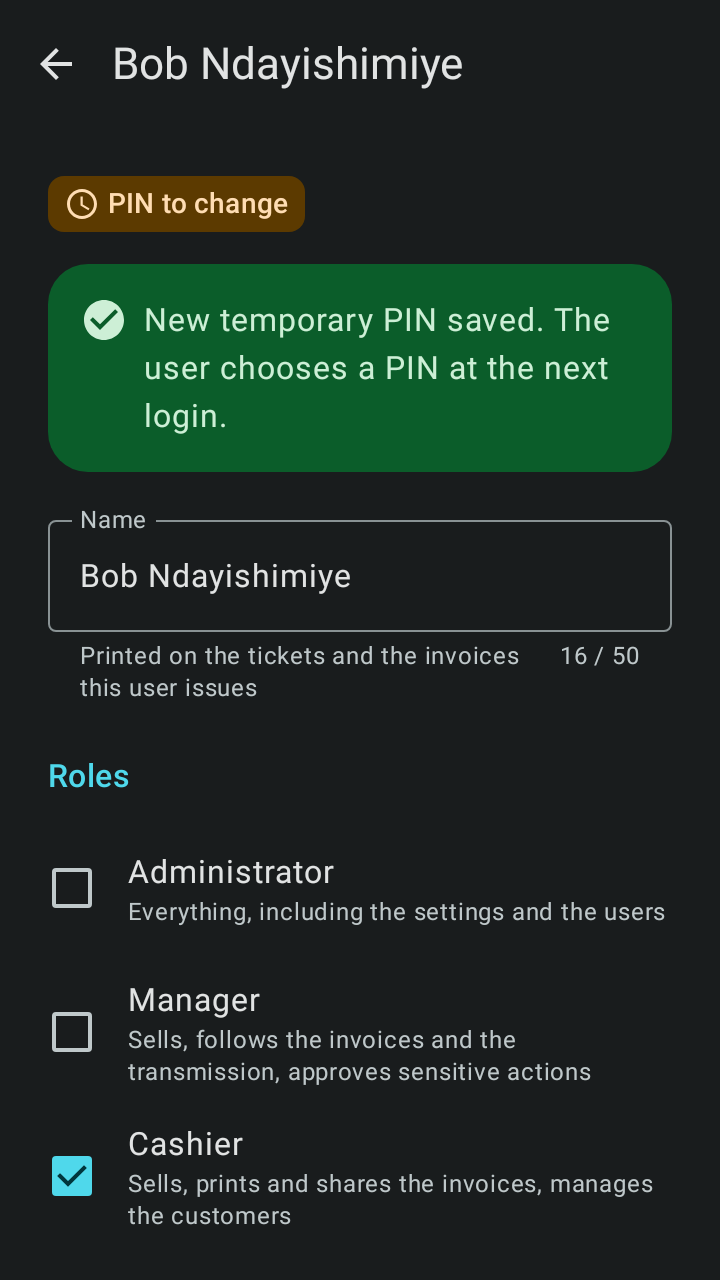 Bob Ndayishimiye
PIN to change
New temporary PIN saved. The
user chooses a PIN at the next
login.
Name
Bob Ndayishimiye
Printed on the tickets and the invoices
this user issues
16 / 50
Roles
Administrator
Everything, including the settings and the users
Manager
Sells, follows the invoices and the
transmission, approves sensitive actions
Cashier
Sells, prints and shares the invoices, manages
the customers